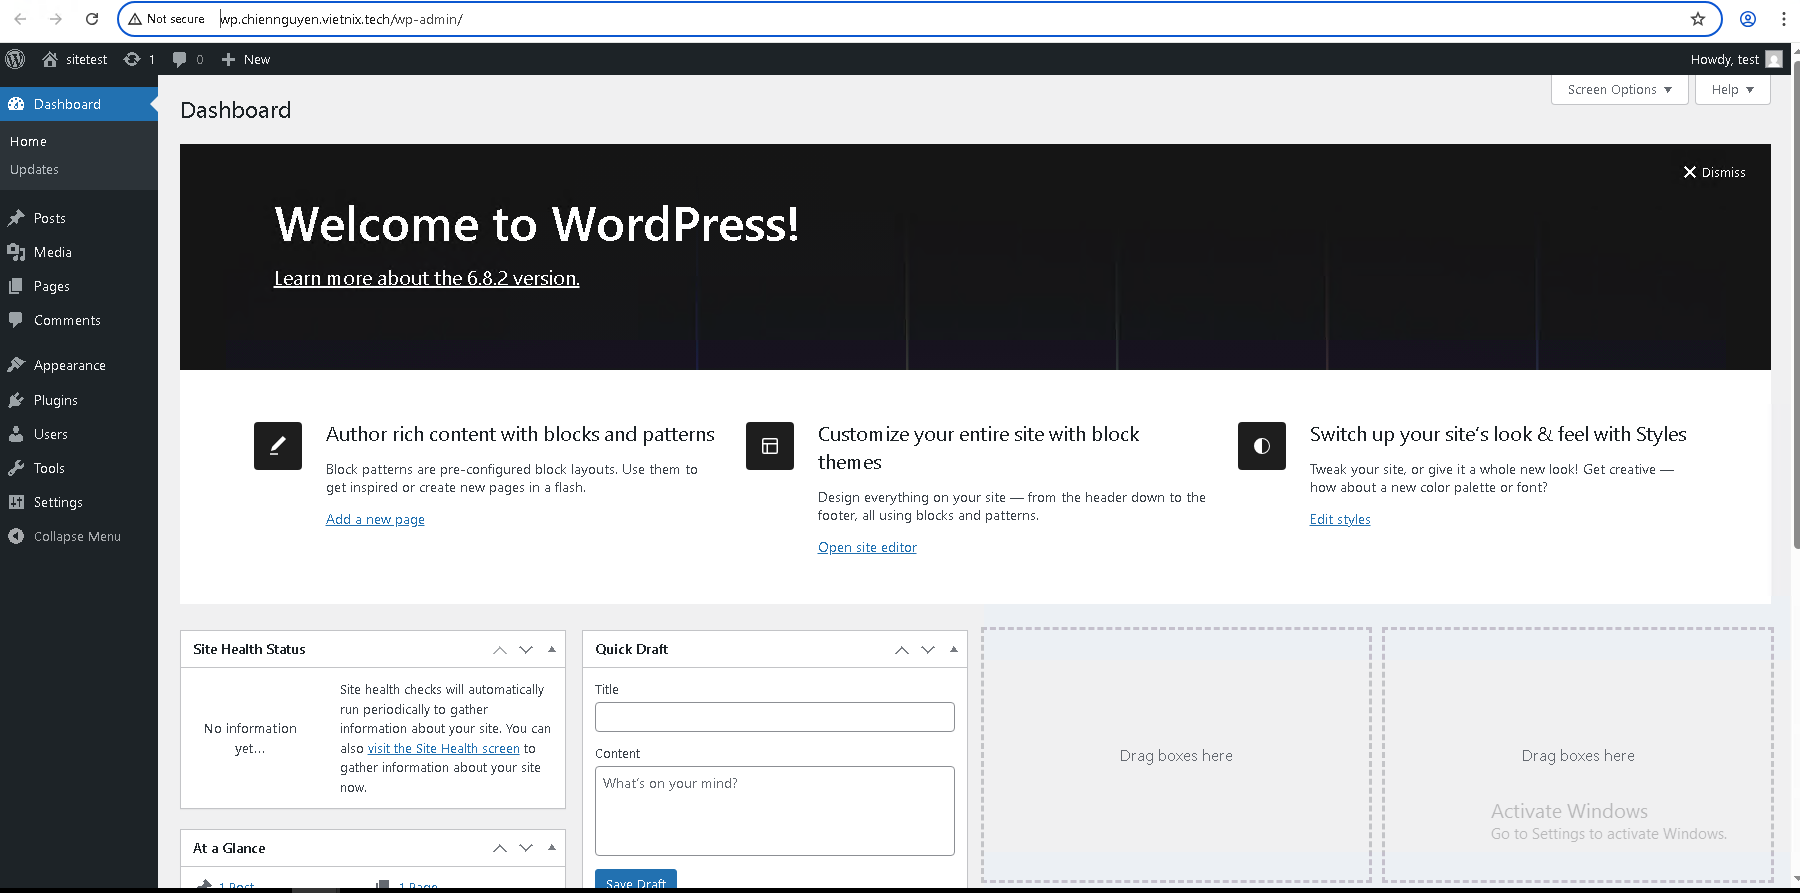 Not secure wp.chiennguyen.vietnix.tech/wp-admin/
sitetest 1 0 New Howdy, test
Screen Options Help
Dashboard
Home
Updates
Posts
Media
Pages
Comments
Appearance
Plugins
Users
Tools
Settings
Collapse Menu
Dashboard
Dismiss
Welcome to WordPress!
Learn more about the 6.8.2 version.
Author rich content with blocks and patterns
Block patterns are pre-configured block layouts. Use them to
get inspired or create new pages in a flash.
Add a new page
Customize your entire site with block
themes
Design everything on your site — from the header down to the
footer, all using blocks and patterns.
Open site editor
Switch up your site’s look & feel with Styles
Tweak your site, or give it a whole new look! Get creative —
how about a new color palette or font?
Edit styles
Site Health Status
No information
yet…
Site health checks will automatically
run periodically to gather
information about your site. You can
also visit the Site Health screen to
gather information about your site
now.
At a Glance
1 Post 1 Page
Quick Draft
Title
Content
What’s on your mind?
Save Draft
Drag boxes here
Drag boxes here
Activate Windows
Go to Settings to activate Windows.